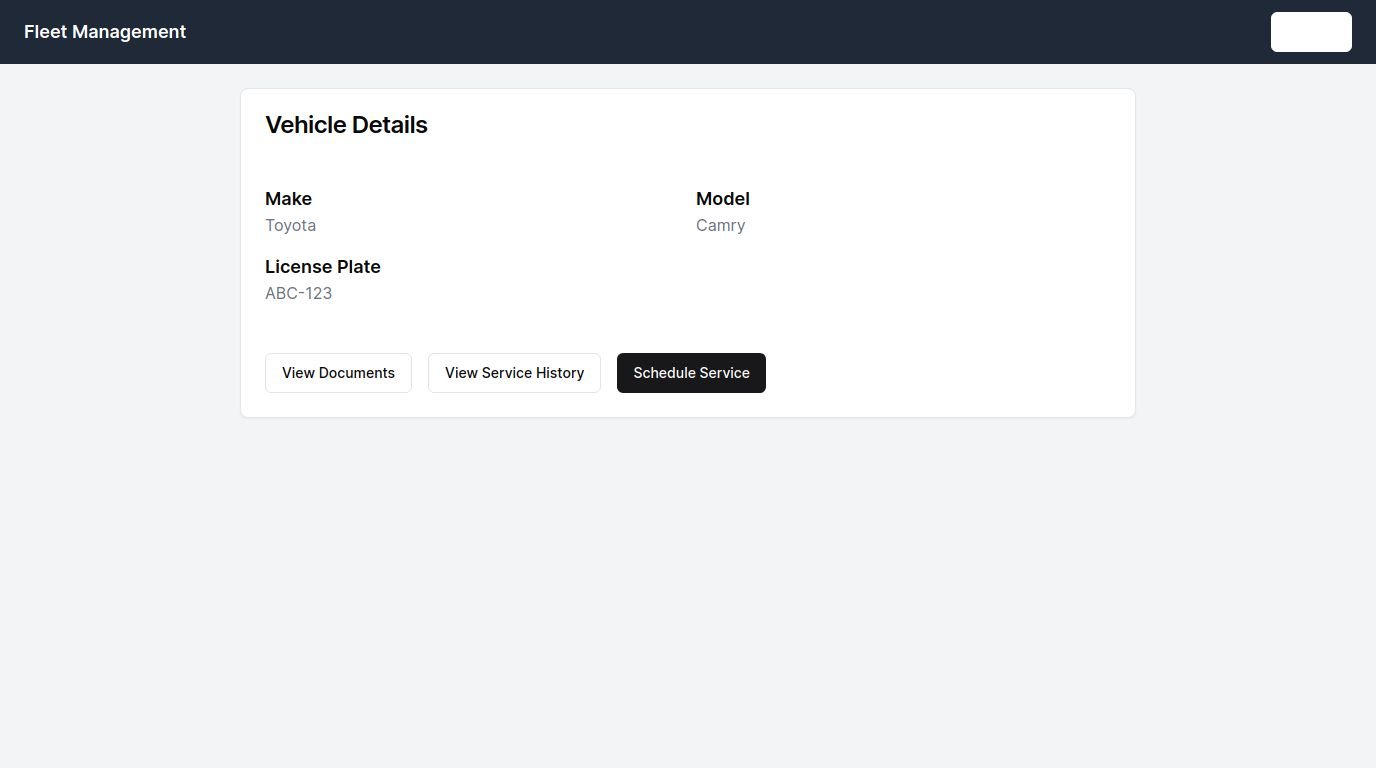 Fleet Management
Vehicle Details
Make
Model
Toyota
Camry
License Plate
ABC-123
View Documents
View Service History
Schedule Service